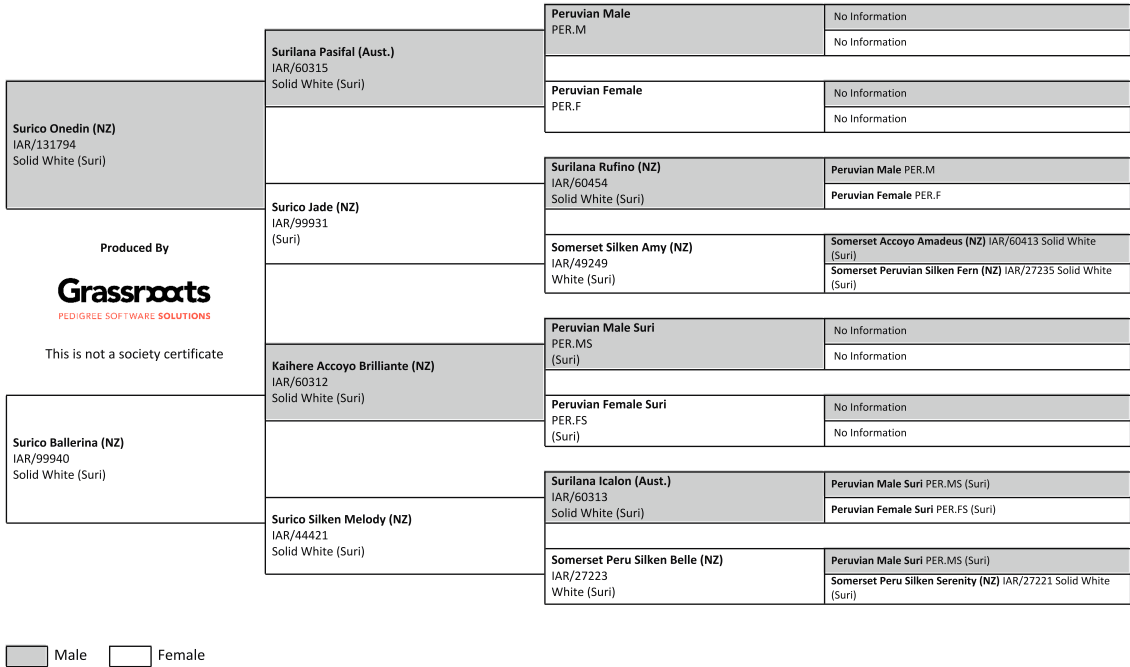 Surico Onedin (NZ)
IAR/131794
Solid White (Suri)
Produced By
Grassroots
PEDIGREE SOFTWARE SOLUTIONS
This is not a society certificate
Surico Ballerina (NZ)
IAR/99940
Solid White (Suri)
Surilana Pasifal (Aust.)
IAR/60315
Solid White (Suri)
Surico Jade (NZ)
IAR/99931
(Suri)
Kaihere Accoyo Brilliante (NZ)
IAR/60312
Solid White (Suri)
Surico Silken Melody (NZ)
IAR/44421
Solid White (Suri)
Peruvian Male
PER.M
Peruvian Female
PER.F
Surilana Rufino (NZ)
IAR/60454
Solid White (Suri)
Somerset Silken Amy (NZ)
IAR/49249
White (Suri)
Peruvian Male Suri
PER.MS
(Suri)
Peruvian Female Suri
PER.FS
(Suri)
Surilana Icalon (Aust.)
IAR/60313
Solid White (Suri)
Somerset Peru Silken Belle (NZ)
IAR/27223
White (Suri)
No Information
No Information
No Information
No Information
Peruvian Male PER.M
Peruvian Female PER.F
Somerset Accoyo Amadeus (NZ) IAR/60413 Solid White
(Suri)
Somerset Peruvian Silken Fern (NZ) IAR/27235 Solid White
(Suri)
No Information
No Information
No Information
No Information
Peruvian Male Suri PER.MS (Suri)
Peruvian Female Suri PER.FS (Suri)
Peruvian Male Suri PER.MS (Suri)
Somerset Peru Silken Serenity (NZ) IAR/27221 Solid White
(Suri)
Male
Female